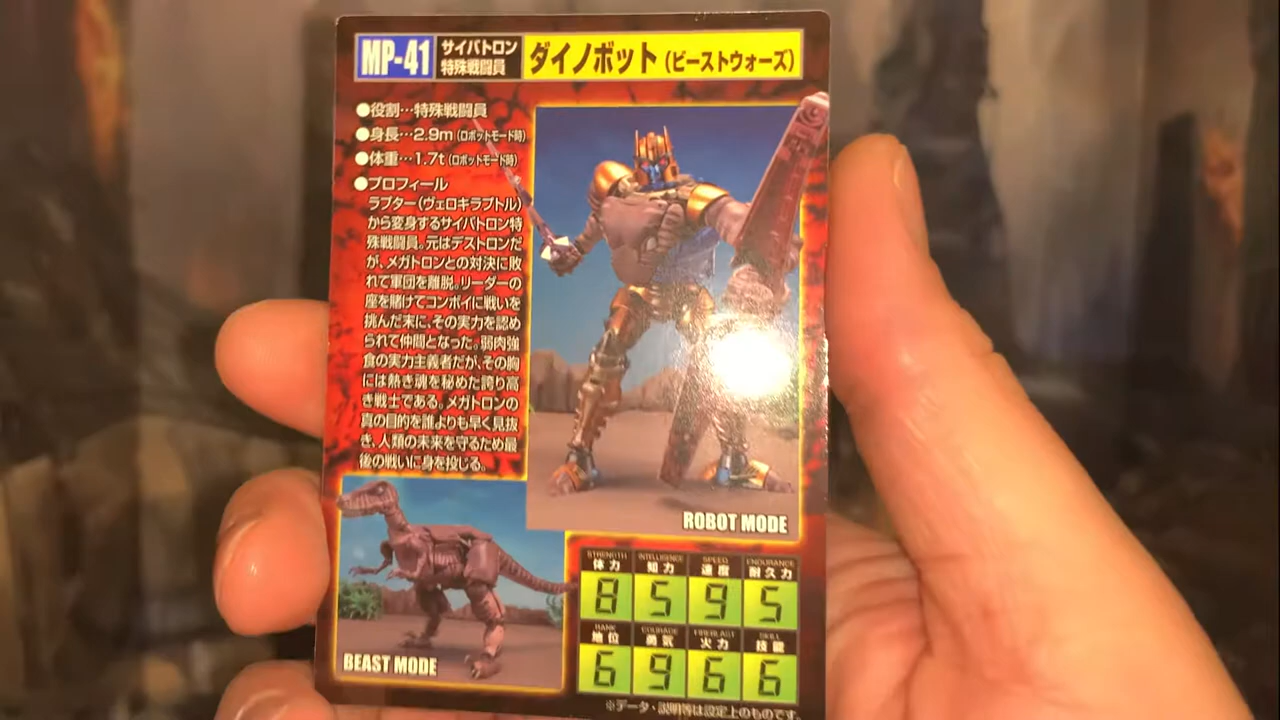 MP-41
サイバトロン
特殊戦闘員
ダイノボット(ビーストウォーズ)
●役割…特殊戦闘員
●身長…2.9m(ロボットモード時)
●体重…1.7t(ロボットモード時)
●プロフィール
ラプター(ヴェロキラプトル)
から変身するサイバトロン特
殊戦闘員。元はデストロンだ
が、メガトロンとの対決に敗
れて軍団を離脱。リーダーの
座を賭けてコンボイに戦いを
挑んだ末に、その実力を認め
られて仲間となった。弱肉強
食の実力主義者だが、その胸
には熱き魂を秘めた誇り高
き戦士である。メガトロンの
真の目的を誰よりも早く見抜
き、人類の未来を守るため最
後の戦いに身を投じる。
ROBOT MODE
BEAST MODE
STRENGTH INTELLIGENCE SPEED ENDURANCE
体力 知力 速度 耐久力
8 5 9 5
RANK COURAGE FIREBLAST SKILL
地位 勇気 火力 技能
6 9 6 6
※データ・説明等は設定上のものです。